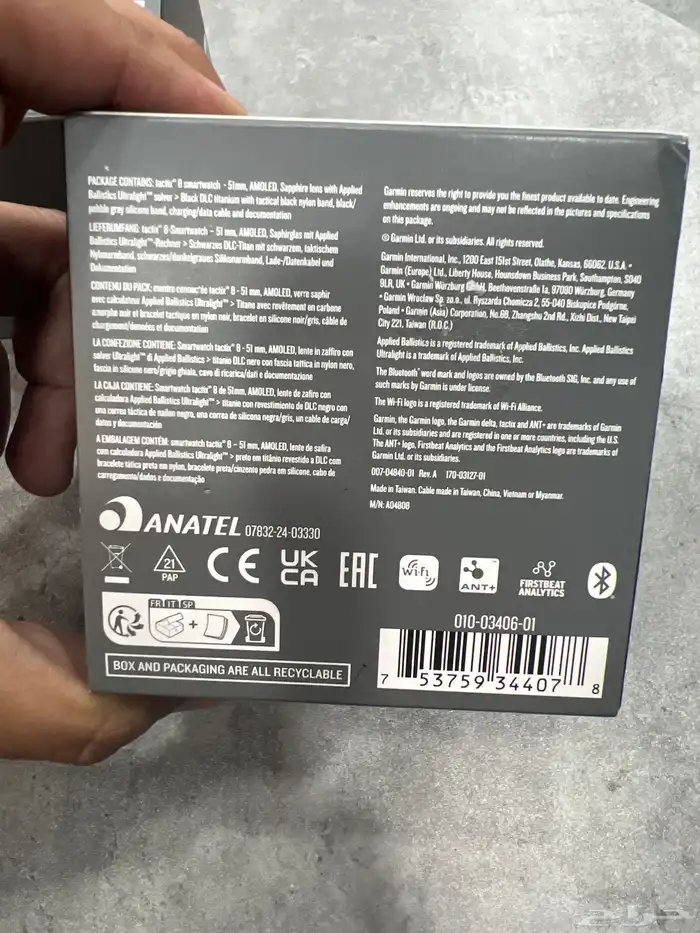 PACKAGE CONTAINS: tactix® 8 smartwatch - 51mm, AMOLED, Sapphire lens with Applied
Ballistics Ultralight™ solver > Black DLC titanium with tactical black nylon band, black/
pebble gray silicone band, charging/data cable and documentation
LIEFERUMFANG: tactix® 8-Smartwatch – 51 mm, AMOLED, Saphirglas mit Applied
Ballistics Ultralight™-Rechner > Schwarzes DLC-Titan mit schwarzem, taktischem
Nylonarmband, schwarzes/dunkelgraues Silikonarmband, Lade-/Datenkabel und
Dokumentation
CONTENU DU PACK: montre connectée tactix® 8 - 51 mm, AMOLED, verre saphir
avec calculateur Applied Ballistics Ultralight™ > Titane avec revêtement en carbone
amorphe noir et bracelet tactique en nylon noir, bracelet en silicone noir/gris, câble de
chargement/données et documentation
LA CONFEZIONE CONTIENE: Smartwatch tactix® 8 - 51 mm, AMOLED, lente in zaffiro con
solver Ultralight™ di Applied Ballistics > titanio DLC nero con fascia tattica in nylon nero,
fascia in silicone nero/grigio ghiaia, cavo di ricarica/dati e documentazione
LA CAJA CONTIENE: Smartwatch tactix® 8 de 51mm, AMOLED, lente de zafiro con
calculadora Applied Ballistics Ultralight™ > titanio con revestimiento de DLC negro con
una correa táctica de nailon negro, una correa de silicona negra/gris, un cable de carga/
datos y documentación
A EMBALAGEM CONTÉM: smartwatch tactix® 8 – 51 mm, AMOLED, lente de safira
com calculadora Applied Ballistics Ultralight™ > preto em titânio revestido a DLC com
bracelete tática preta em nylon, bracelete preta/cinzento pedra em silicone, cabo de
carregamento/dados e documentação
Garmin reserves the right to provide you the finest product available to date. Engineering
enhancements are ongoing and may not be reflected in the pictures and specifications
on this package.
© Garmin Ltd. or its subsidiaries. All rights reserved.
Garmin International, Inc., 1200 East 151st Street, Olathe, Kansas, 66062, U.S.A. •
Garmin (Europe) Ltd., Liberty House, Hounsdown Business Park, Southampton, SO40
9LR, UK • Garmin Würzburg GmbH, Beethovenstraße 1a, 97080 Würzburg, Germany
• Garmin Wroclaw Sp. z o.o., ul. Ryszarda Chomicza 2, 55-040 Biskupice Podgórne,
Poland • Garmin (Asia) Corporation, No.68, Zhangshu 2nd Rd., Xizhi Dist., New Taipei
City 221, Taiwan (R.O.C.)
Applied Ballistics is a registered trademark of Applied Ballistics, Inc. Applied Ballistics
Ultralight is a trademark of Applied Ballistics, Inc.
The Bluetooth® word mark and logos are owned by the Bluetooth SIG, Inc. and any use of
such marks by Garmin is under license.
The Wi-Fi logo is a registered trademark of Wi-Fi Alliance.
Garmin, the Garmin logo, the Garmin delta, tactix and ANT+ are trademarks of Garmin
Ltd. or its subsidiaries and are registered in one or more countries, including the U.S.
The ANT+ logo, Firstbeat Analytics and the Firstbeat Analytics logo are trademarks of
Garmin Ltd. or its subsidiaries.
007-04840-01 Rev. A 170-03127-01
Made in Taiwan. Cable made in Taiwan, China, Vietnam or Myanmar.
M/N: A04808
ANATEL 07832-24-03330
21
PAP
CE
UK
CA
EAC
Wi-Fi
ANT+
FIRSTBEAT
ANALYTICS
FR IT SP
+
BOX AND PACKAGING ARE ALL RECYCLABLE
010-03406-01
7 53759 34407 8
حراج